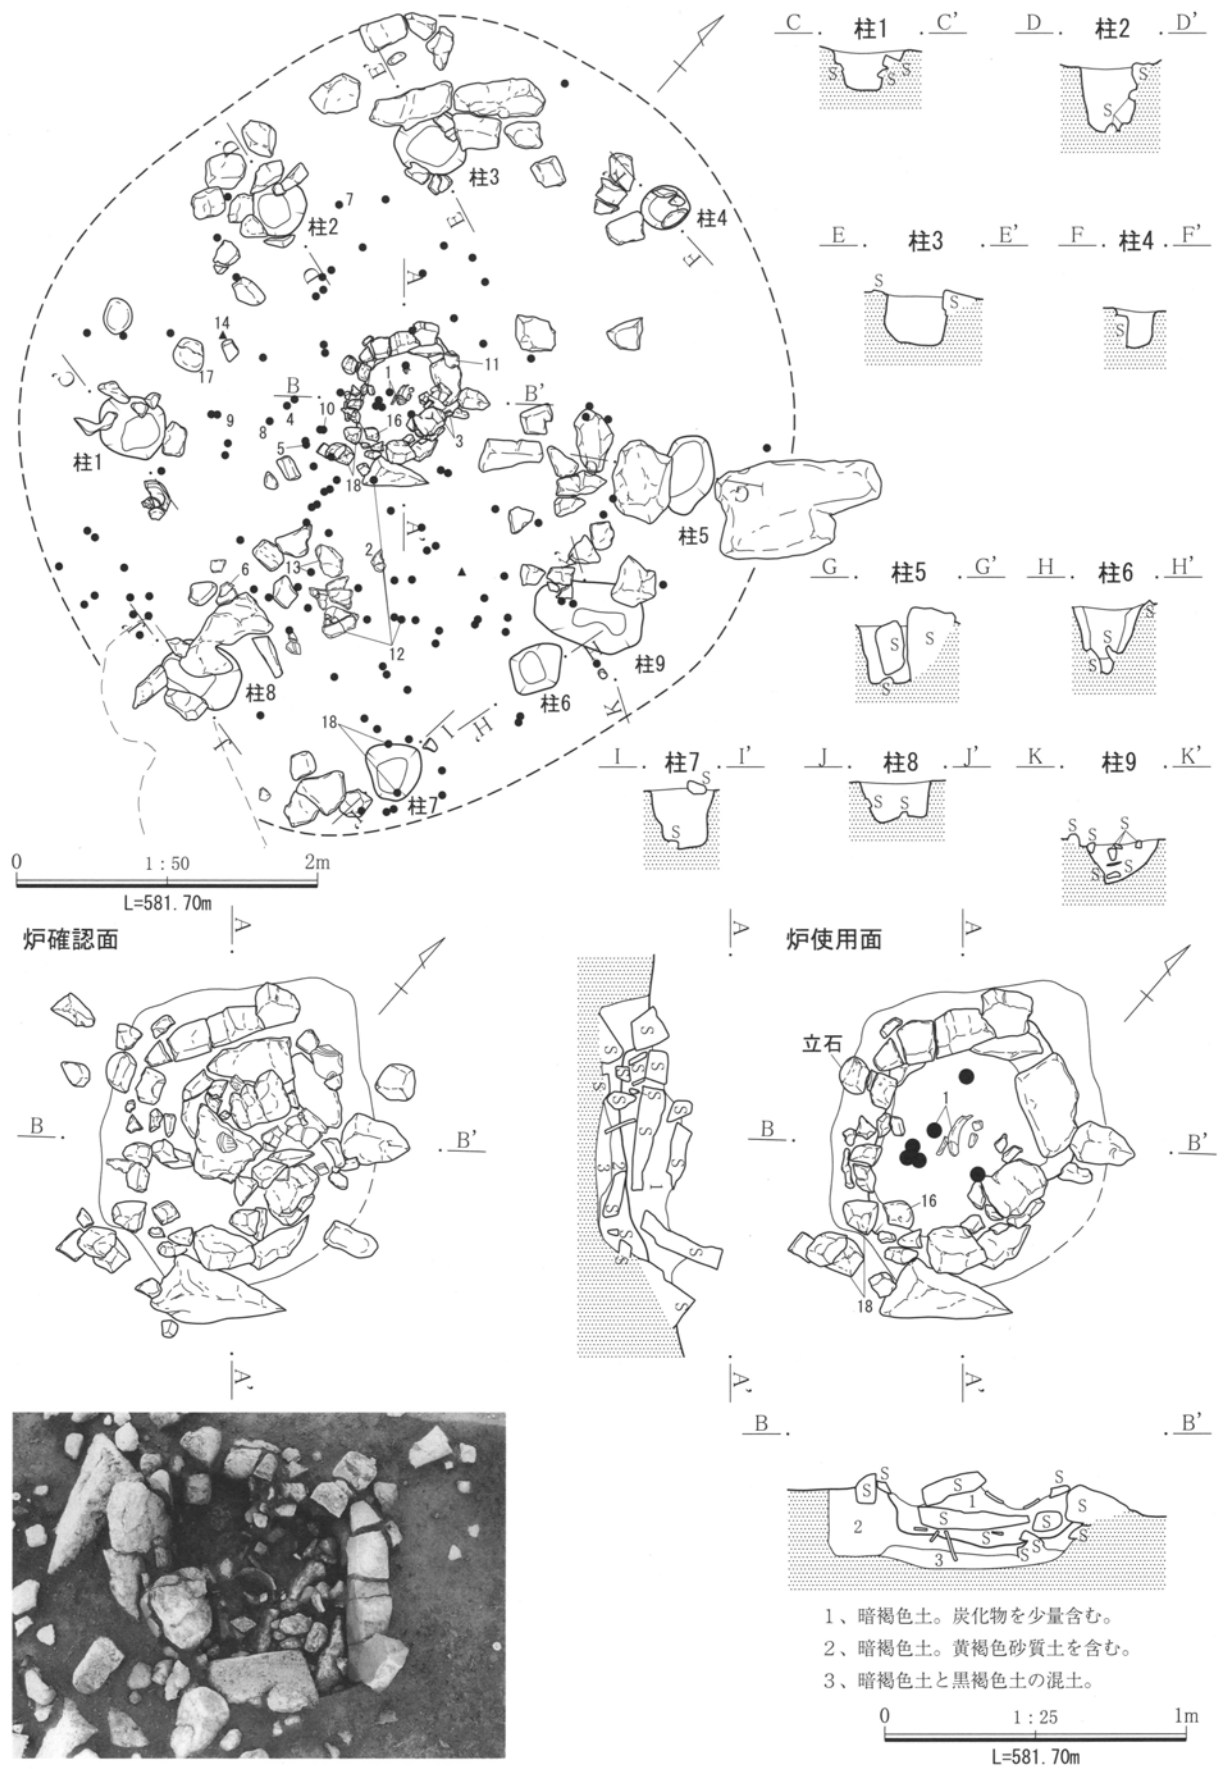 C 柱1 C’ D 柱2 D’
S S S S S
E 柱3 E’ F 柱4 F’
S S S
G 柱5 G’ H 柱6 H’
S S S S S S
I 柱7 I’ J 柱8 J’ K 柱9 K’
S S S S S S S S S
E’
柱3
E
柱4
F
D’
柱2
7
D
A
14
17
C’
柱1
B
1
11
B’
9
4
10
8
16
3
5
18
A’
柱5
G
2
13
6
12
柱9
柱6
K
柱8
J
18
I
H’
柱7
0 1：50 2m
L=581.70m
炉確認面
A
B B’
A’
A
S S S S S S S S S S S S
1 2 3
A’
炉使用面
A
立石
1
B B’
16
18
A’
B B’
S S S S S S S S S S
1
2
3
1、暗褐色土。炭化物を少量含む。
2、暗褐色土。黄褐色砂質土を含む。
3、暗褐色土と黒褐色土の混土。
0 1：25 1m
L=581.70m